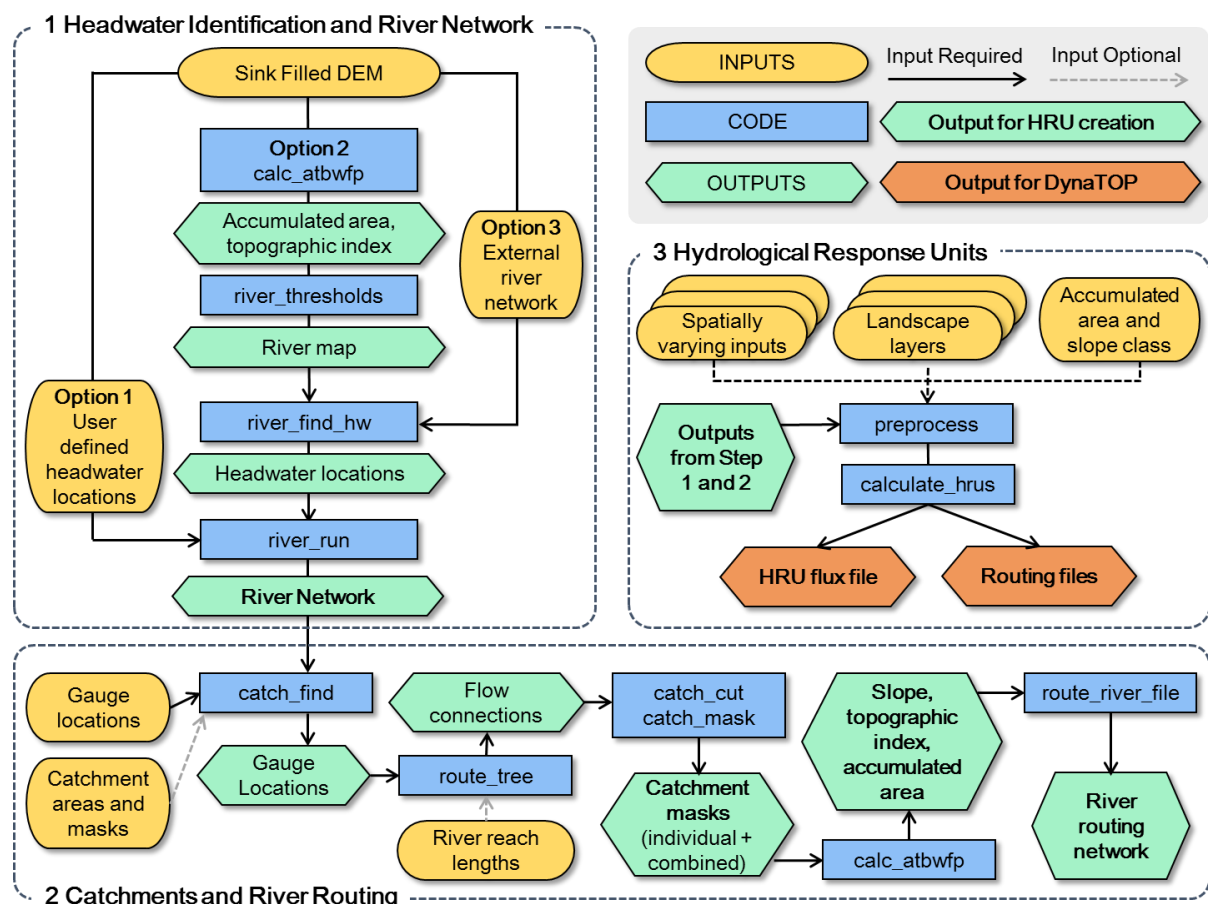 1 Headwater Identification and River Network
Sink Filled DEM
Option 2
calc_atbwfp
Accumulated area,
topographic index
river_thresholds
River map
Option 3
External
river
network
Option 1
User
defined
headwater
locations
river_find_hw
Headwater locations
river_run
River Network
INPUTS
Input Required
Input Optional
CODE
Output for HRU creation
OUTPUTS
Output for DynaTOP
3 Hydrological Response Units
Spatially
varying inputs
Landscape
layers
Accumulated
area and
slope class
Outputs
from Step
1 and 2
preprocess
calculate_hrus
HRU flux file
Routing files
Gauge
locations
catch_find
Catchment
areas and
masks
Gauge
Locations
Flow
connections
route_tree
River reach
lengths
catch_cut
catch_mask
Catchment
masks
(individual +
combined)
calc_atbwfp
Slope,
topographic
index,
accumulated
area
route_river_file
River
routing
network
2 Catchments and River Routing